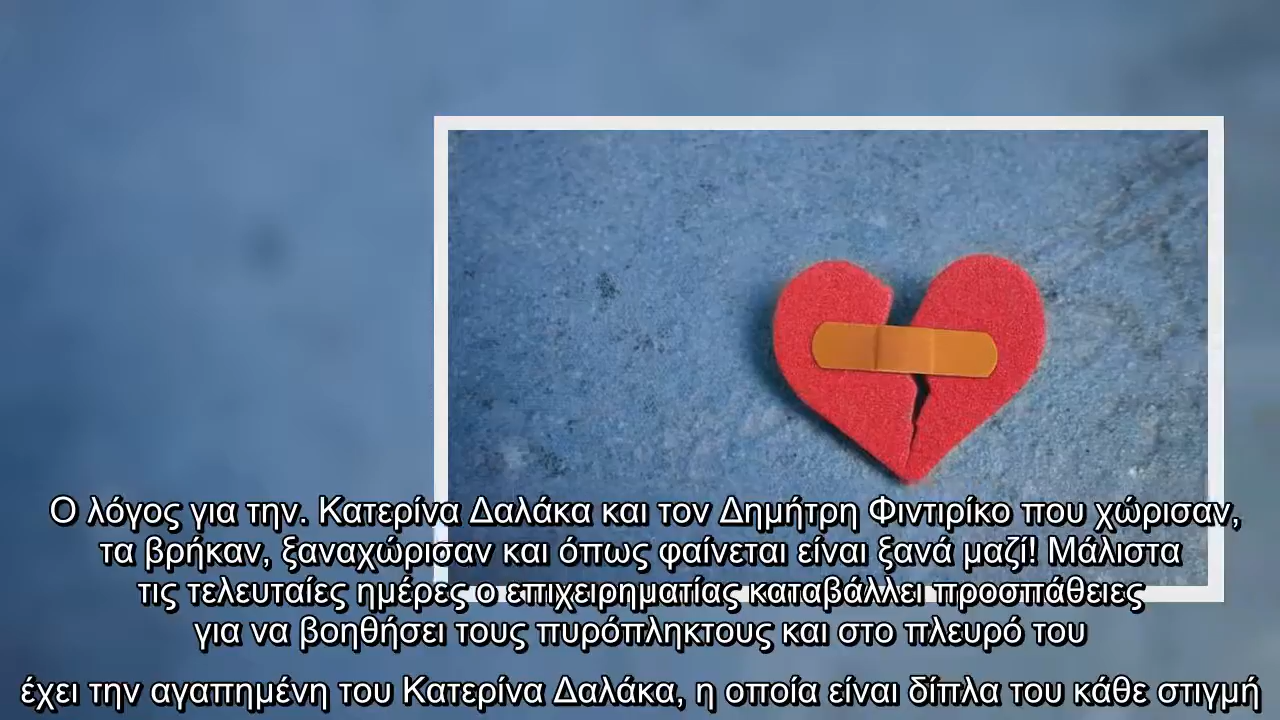 Ο λόγος για την. Κατερίνα Δαλάκα και τον Δημήτρη Φιντιρίκο που χώρισαν,
τα βρήκαν, ξαναχώρισαν και όπως φαίνεται είναι ξανά μαζί! Μάλιστα
τις τελευταίες ημέρες ο επιχειρηματίας καταβάλλει προσπάθειες
για να βοηθήσει τους πυρόπληκτους και στο πλευρό του
έχει την αγαπημένη του Κατερίνα Δαλάκα, η οποία είναι δίπλα του κάθε στιγμή